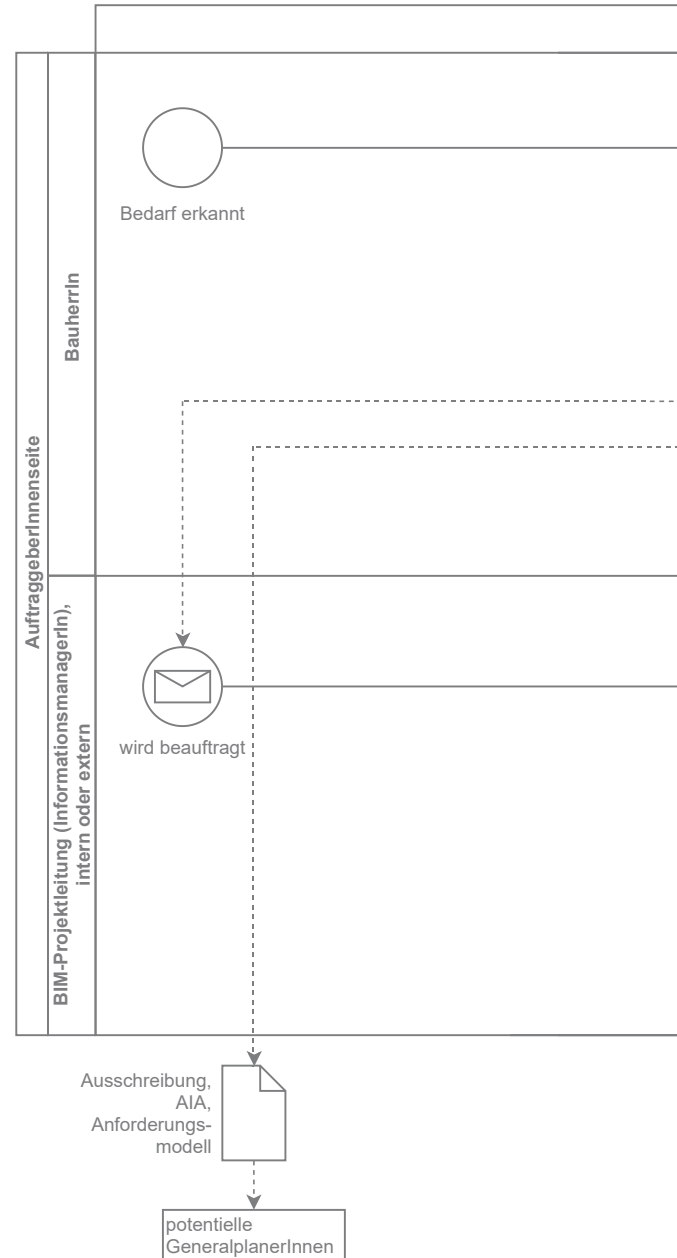 Bedarf erkannt
BauherrIn
AuftraggeberInnenseite
BIM-Projektleitung (InformationsmanagerIn),
intern oder extern
wird beauftragt
Ausschreibung,
AIA,
Anforderungs-
modell
potentielle
GeneralplanerInnen